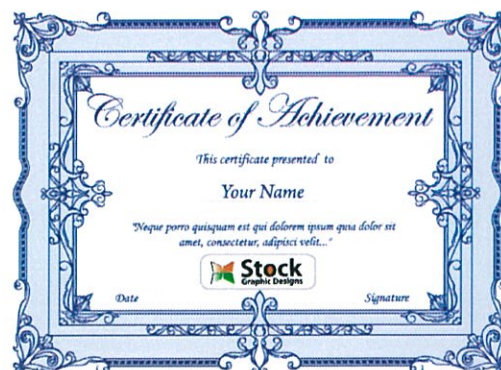 Certificate of Achievement
This certificate presented to
Your Name
"Neque porro quisquam est qui dolorem ipsum quia dolor sit
amet, consectetur, adipisci velit..."
Stock
Graphic Designs
Date Signature